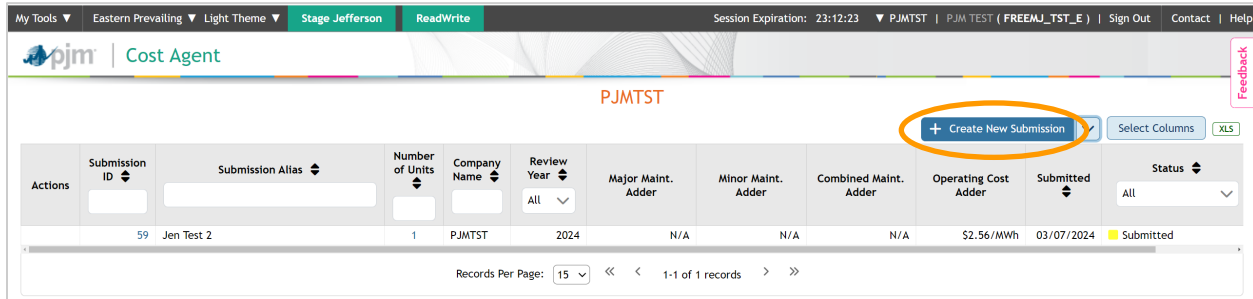 My Tools ▼ Eastern Prevailing ▼ Light Theme ▼ Stage Jefferson ReadWrite Session Expiration: 23:12:23 ▼ PJMTST | PJM TEST ( FREEMJ_TST_E ) | Sign Out Contact | Help
pjm | Cost Agent
Feedback
PJMTST
+ Create New Submission Select Columns XLS
Actions Submission ID Submission Alias Number of Units Company Name Review Year Major Maint. Adder Minor Maint. Adder Combined Maint. Adder Operating Cost Adder Submitted Status
All All
59 Jen Test 2 1 PJMTST 2024 N/A N/A N/A $2.56/MWh 03/07/2024 Submitted
Records Per Page: 15 1-1 of 1 records